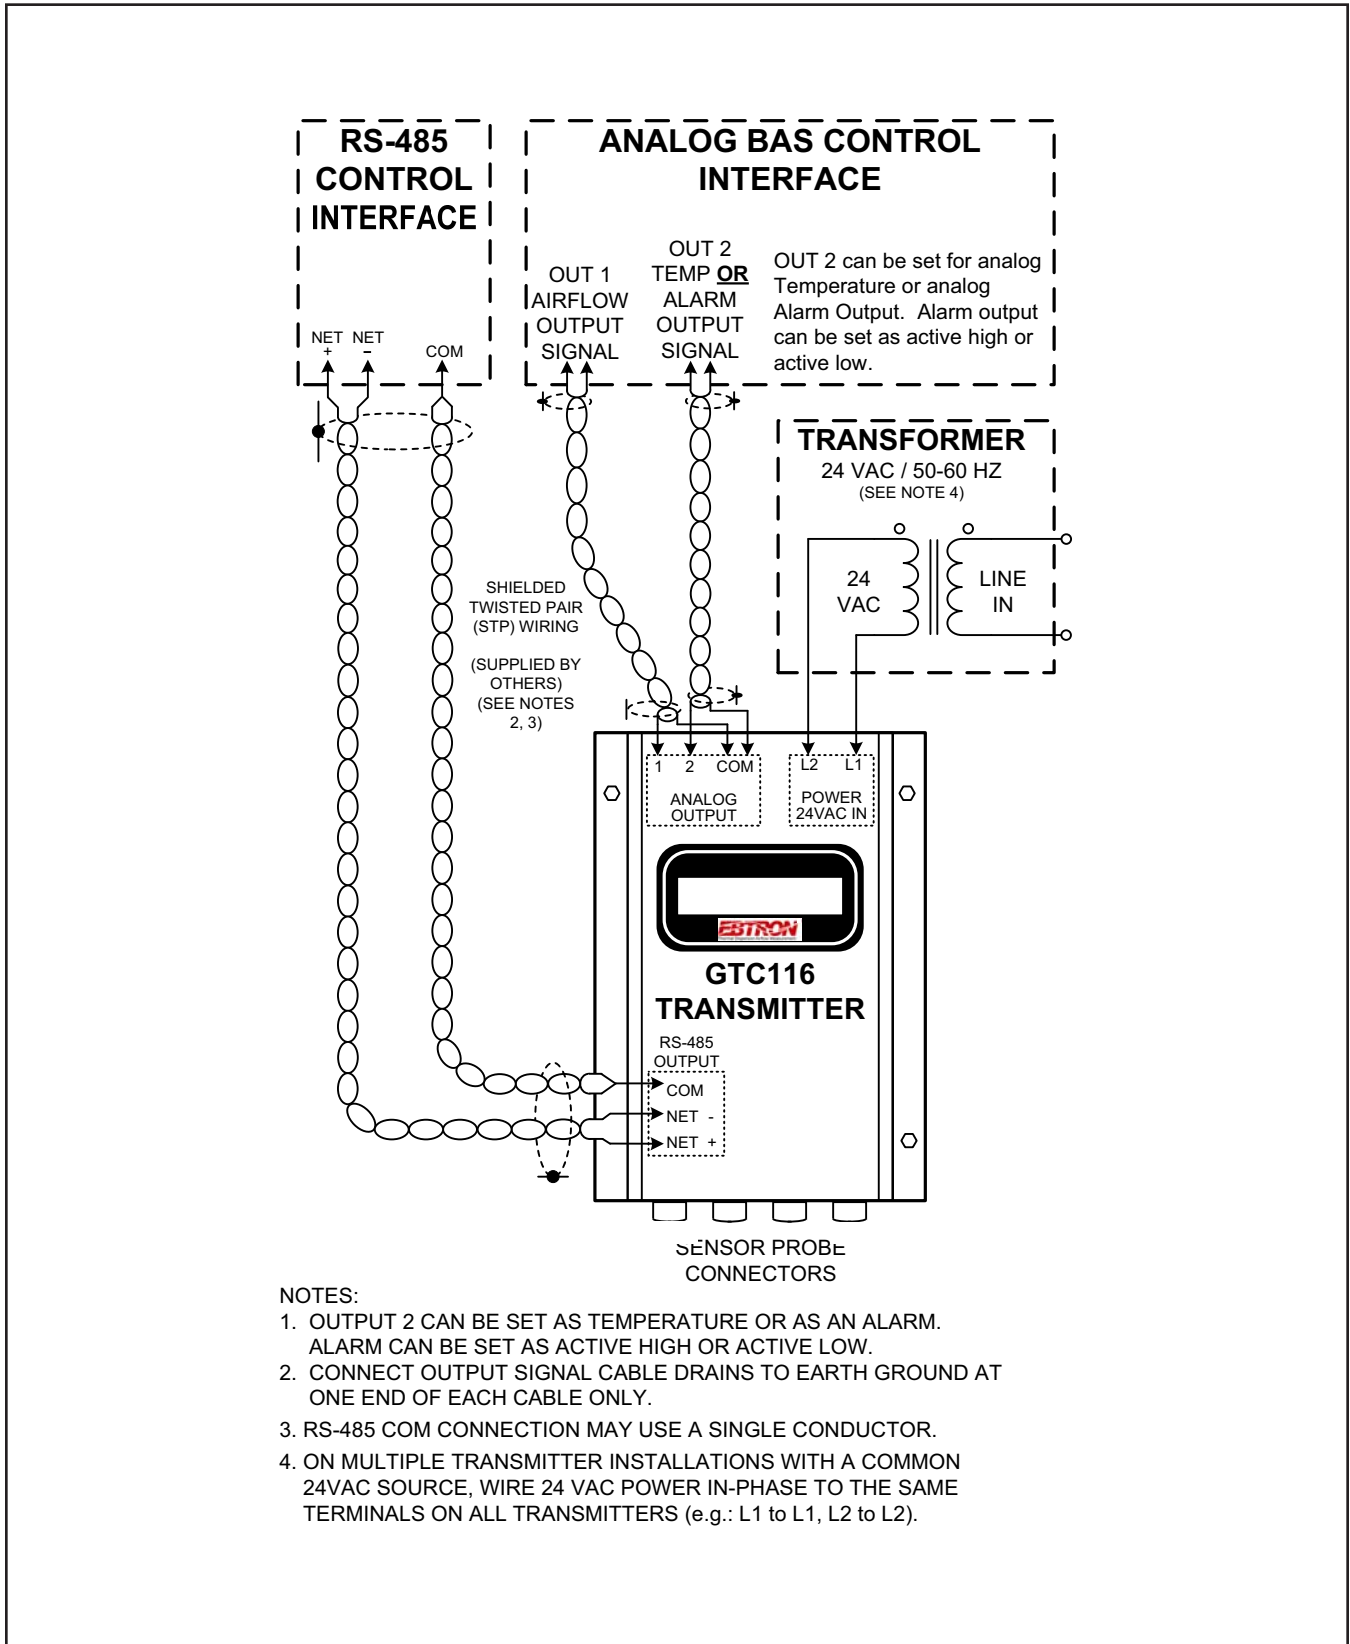 RS-485
CONTROL
INTERFACE
NET NET
+ -
COM
ANALOG BAS CONTROL
INTERFACE
OUT 1
AIRFLOW
OUTPUT
SIGNAL
OUT 2
TEMP OR
ALARM
OUTPUT
SIGNAL
OUT 2 can be set for analog
Temperature or analog
Alarm Output. Alarm output
can be set as active high or
active low.
TRANSFORMER
24 VAC / 50-60 HZ
(SEE NOTE 4)
24
VAC
LINE
IN
SHIELDED
TWISTED PAIR
(STP) WIRING
(SUPPLIED BY
OTHERS)
(SEE NOTES
2, 3)
1 2 COM
ANALOG
OUTPUT
L2 L1
POWER
24VAC IN
EBTRON
GTC116
TRANSMITTER
RS-485
OUTPUT
COM
NET -
NET +
SENSOR PROBE
CONNECTORS
NOTES:
1. OUTPUT 2 CAN BE SET AS TEMPERATURE OR AS AN ALARM.
ALARM CAN BE SET AS ACTIVE HIGH OR ACTIVE LOW.
2. CONNECT OUTPUT SIGNAL CABLE DRAINS TO EARTH GROUND AT
ONE END OF EACH CABLE ONLY.
3. RS-485 COM CONNECTION MAY USE A SINGLE CONDUCTOR.
4. ON MULTIPLE TRANSMITTER INSTALLATIONS WITH A COMMON
24VAC SOURCE, WIRE 24 VAC POWER IN-PHASE TO THE SAME
TERMINALS ON ALL TRANSMITTERS (e.g.: L1 to L1, L2 to L2).